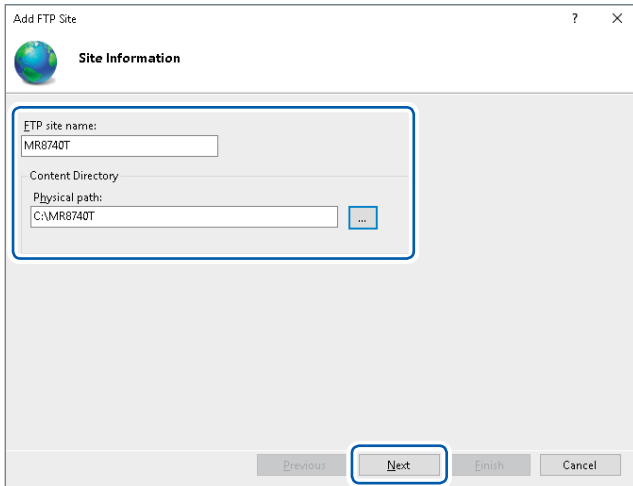 Add FTP Site ? ×
Site Information
FTP site name:
MR8740T
Content Directory
Physical path:
C:\MR8740T
...
Previous Next Finish Cancel